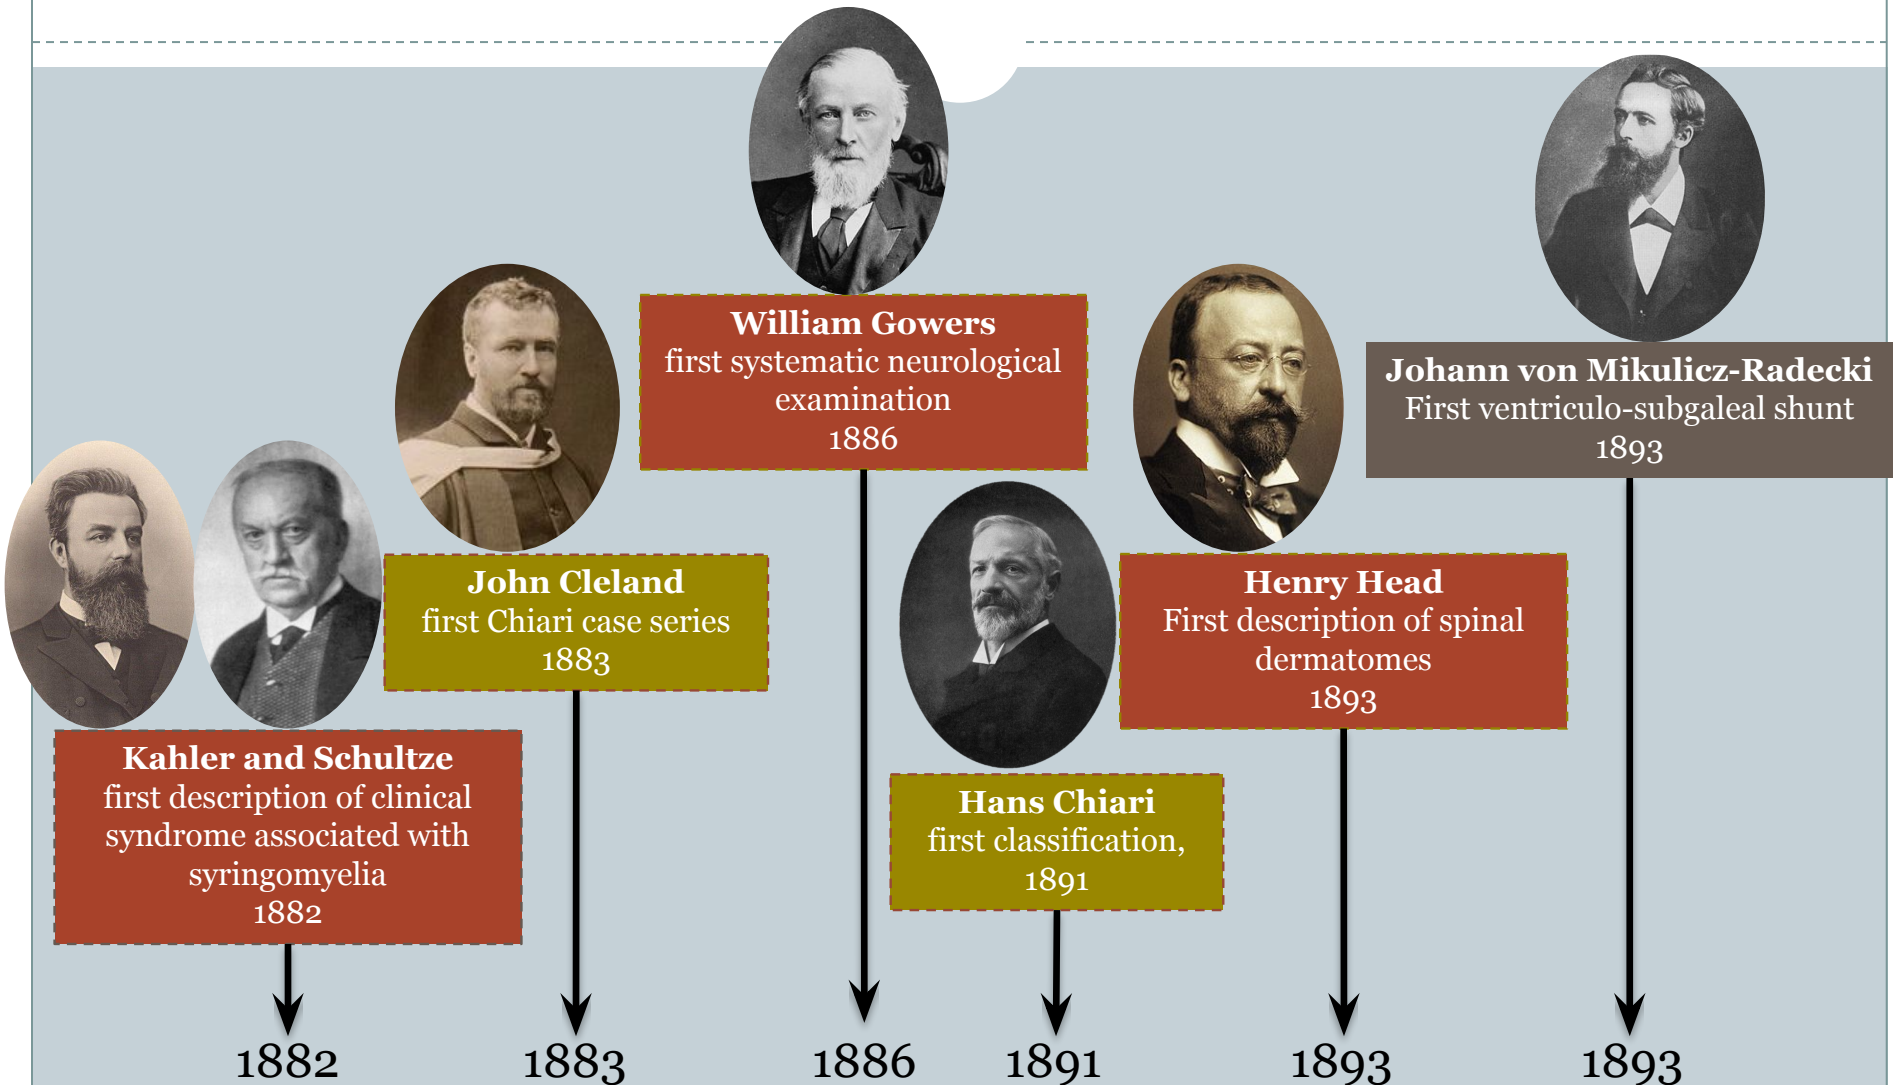 William Gowers
first systematic neurological
examination
1886
Johann von Mikulicz-Radecki
First ventriculo-subgaleal shunt
1893
John Cleland
first Chiari case series
1883
Henry Head
First description of spinal
dermatomes
1893
Kahler and Schultze
first description of clinical
syndrome associated with
syringomyelia
1882
Hans Chiari
first classification,
1891
1882
1883
1886
1891
1893
1893